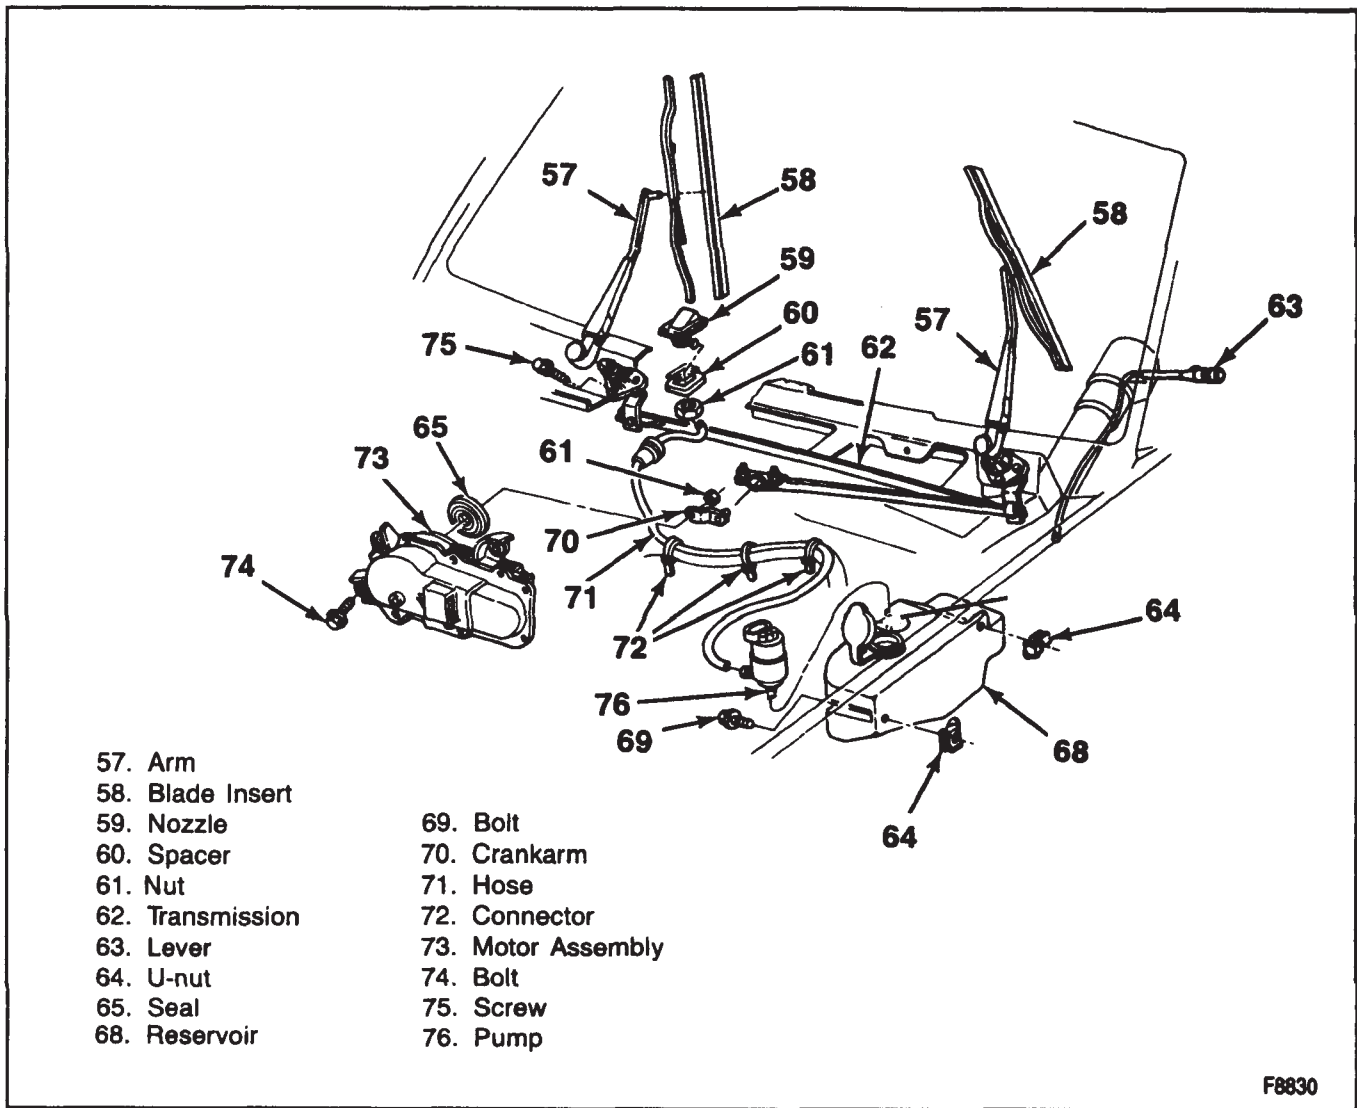 57
58
58
59
63
60
57
75
61
62
65
73
61
70
74
71
64
72
76
69
68
64
57. Arm
58. Blade Insert
59. Nozzle
60. Spacer
61. Nut
62. Transmission
63. Lever
64. U-nut
65. Seal
68. Reservoir
69. Bolt
70. Crankarm
71. Hose
72. Connector
73. Motor Assembly
74. Bolt
75. Screw
76. Pump
F8830